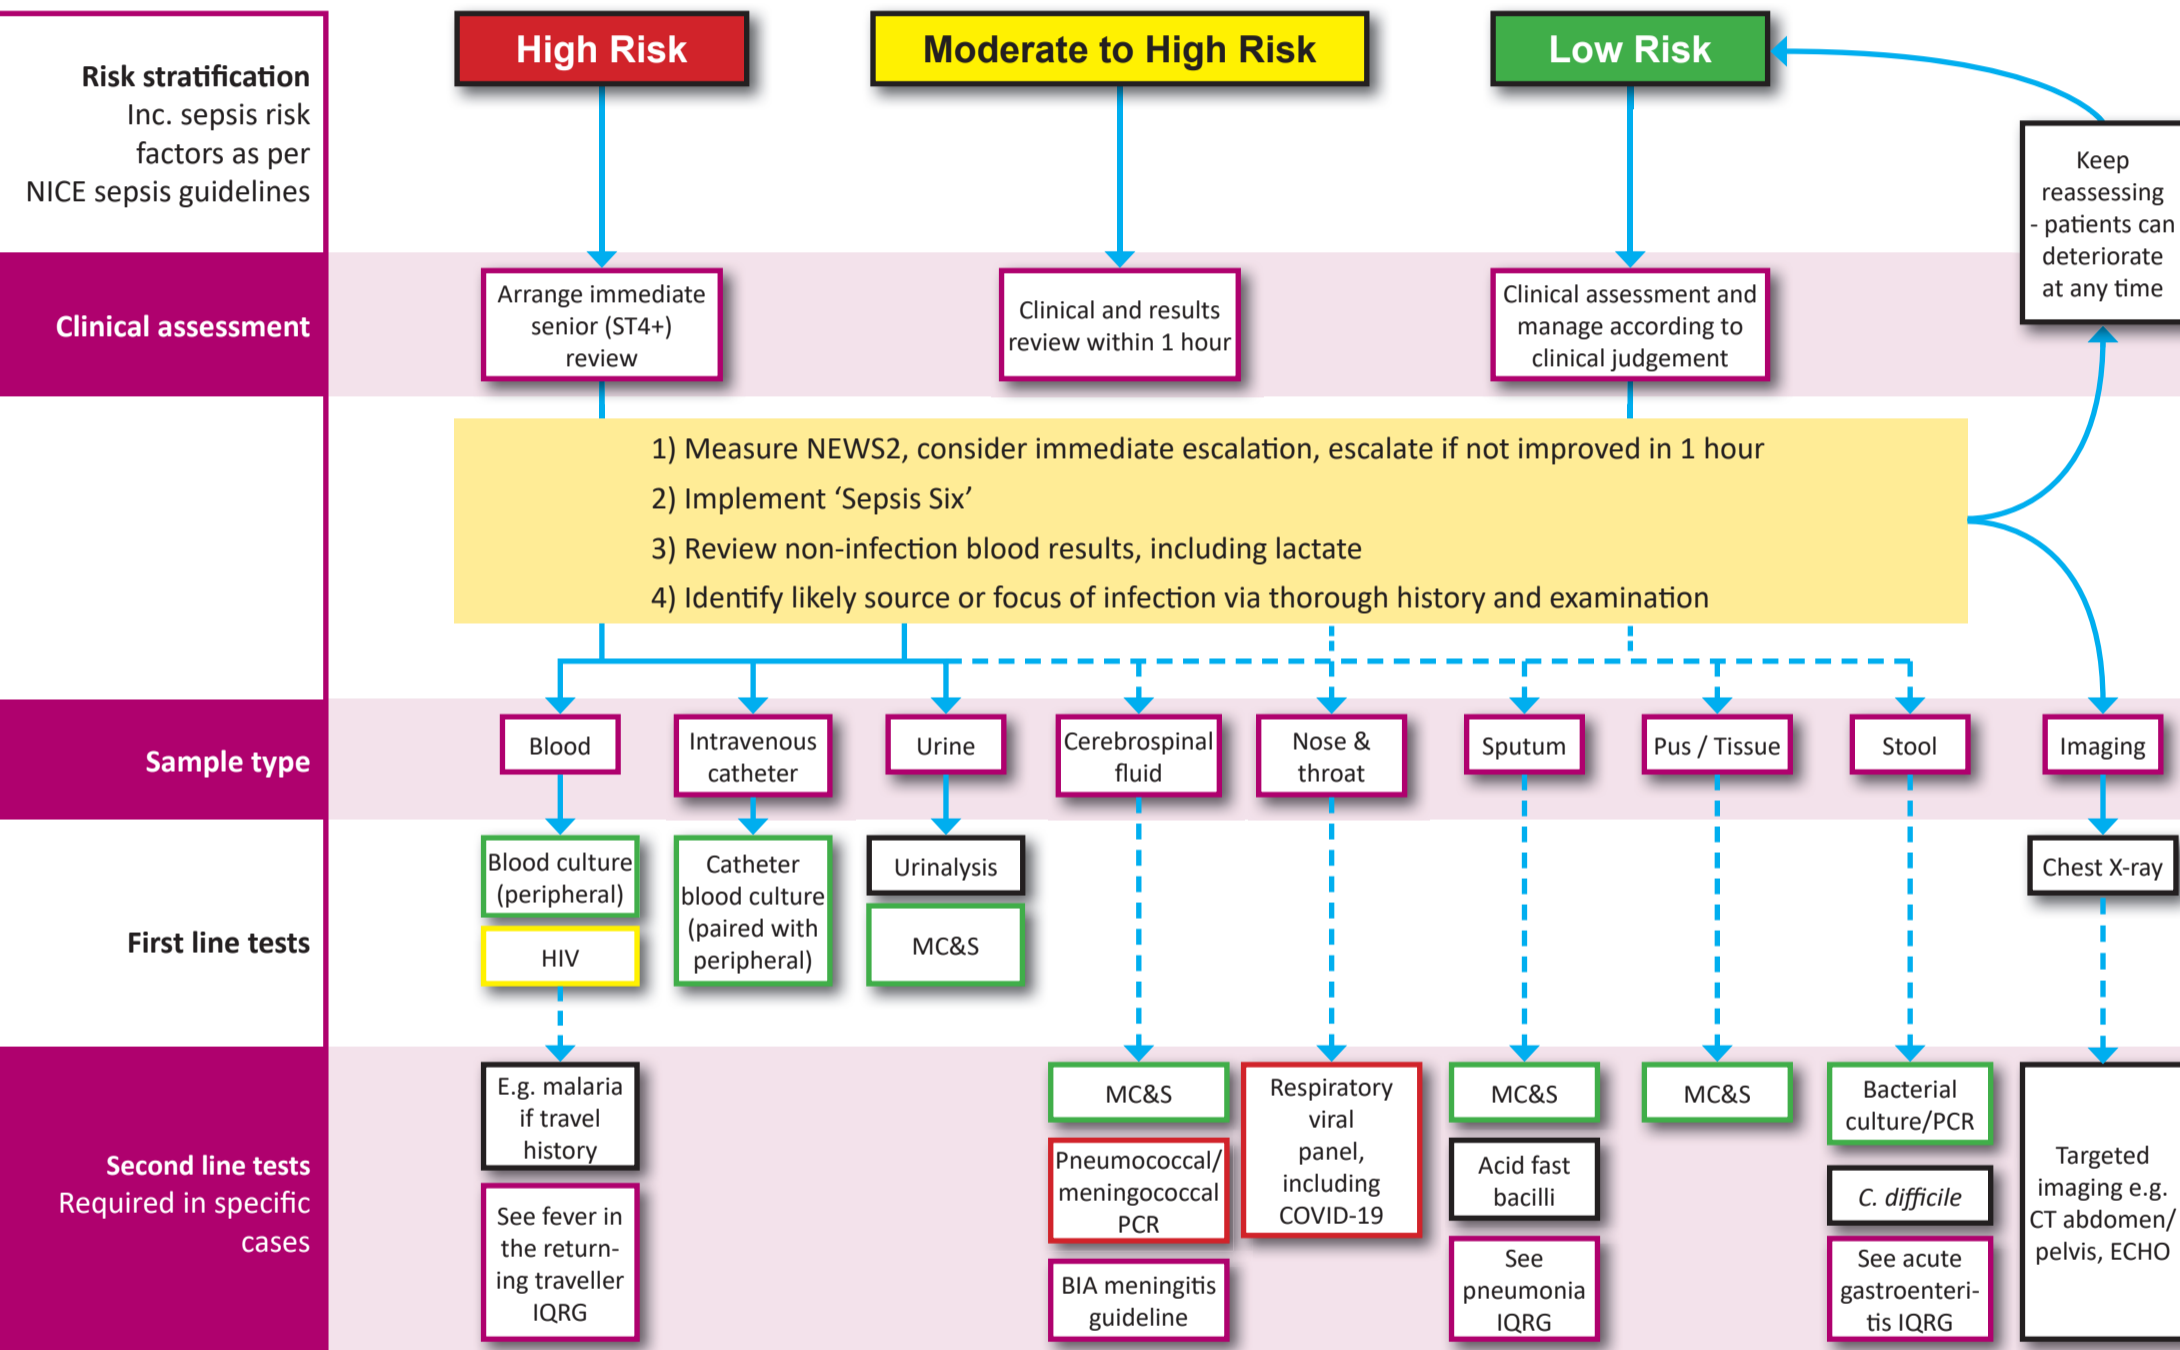 High Risk
Moderate to High Risk
Low Risk
Risk stratification
Inc. sepsis risk
factors as per
NICE sepsis guidelines
Keep
reassessing
- patients can
deteriorate
at any time
Clinical assessment
Arrange immediate
senior (ST4+)
review
Clinical and results
review within 1 hour
Clinical assessment and
manage according to
clinical judgement
1) Measure NEWS2, consider immediate escalation, escalate if not improved in 1 hour
2) Implement ‘Sepsis Six’
3) Review non-infection blood results, including lactate
4) Identify likely source or focus of infection via thorough history and examination
Sample type
Blood
Intravenous
catheter
Urine
Cerebrospinal
fluid
Nose &
throat
Sputum
Pus / Tissue
Stool
Imaging
First line tests
Blood culture
(peripheral)
HIV
Catheter
blood culture
(paired with
peripheral)
Urinalysis
MC&S
Chest X-ray
Second line tests
Required in specific
cases
E.g. malaria
if travel
history
See fever in
the return-
ing traveller
IQRG
MC&S
Pneumococcal/
meningococcal
PCR
BIA meningitis
guideline
Respiratory
viral
panel,
including
COVID-19
MC&S
Acid fast
bacilli
See
pneumonia
IQRG
MC&S
Bacterial
culture/PCR
C. difficile
See acute
gastroenteri-
tis IQRG
Targeted
imaging e.g.
CT abdomen/
pelvis, ECHO